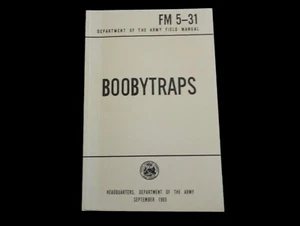 FM 5-31
DEPARTMENT OF THE ARMY FIELD MANUAL
BOOBYTRAPS
HEADQUARTERS, DEPARTMENT OF THE ARMY
SEPTEMBER 1965